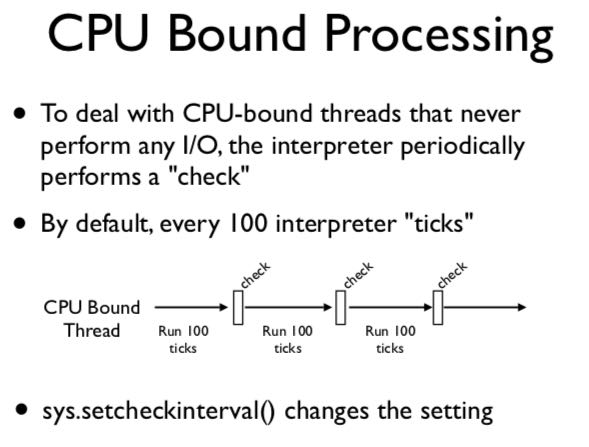 CPU Bound Processing
• To deal with CPU-bound threads that never
perform any I/O, the interpreter periodically
performs a "check"
• By default, every 100 interpreter "ticks"
check check check
CPU Bound
Thread
Run 100 Run 100 Run 100
ticks ticks ticks
• sys.setcheckinterval() changes the setting